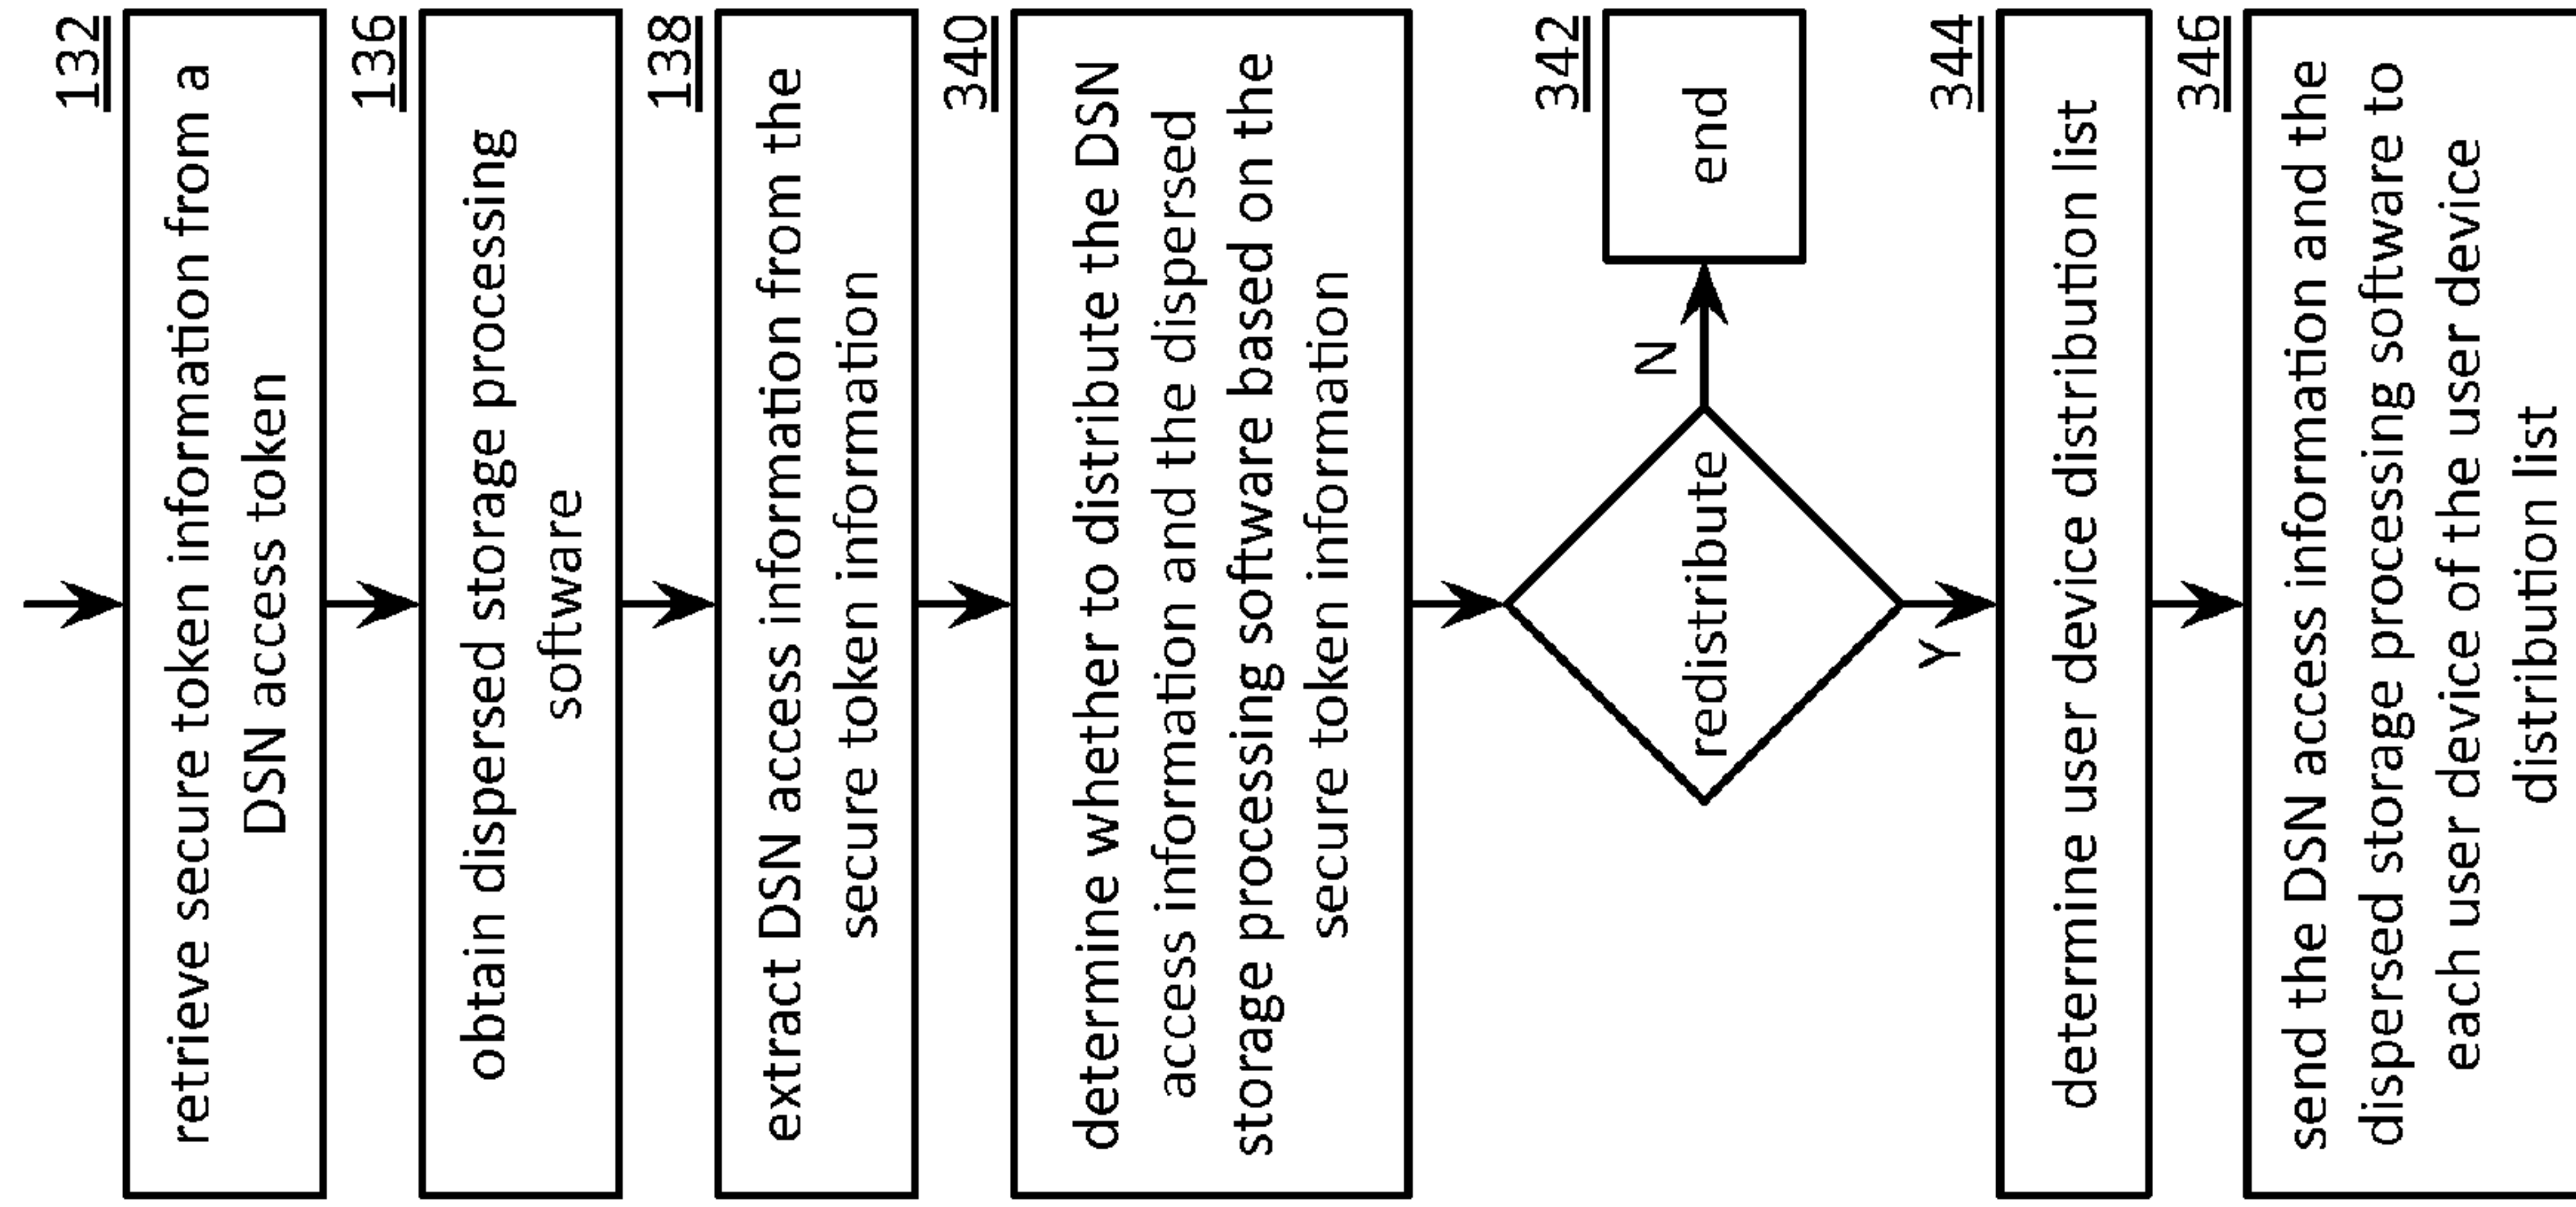 132
retrieve secure token information from a
DSN access token
136
obtain dispersed storage processing
software
138
extract DSN access information from the
secure token information
340
determine whether to distribute the DSN
access information and the dispersed
storage processing software based on the
secure token information
redistribute
N
342
end
Y
344
determine user device distribution list
346
send the DSN access information and the
dispersed storage processing software to
each user device of the user device
distribution list